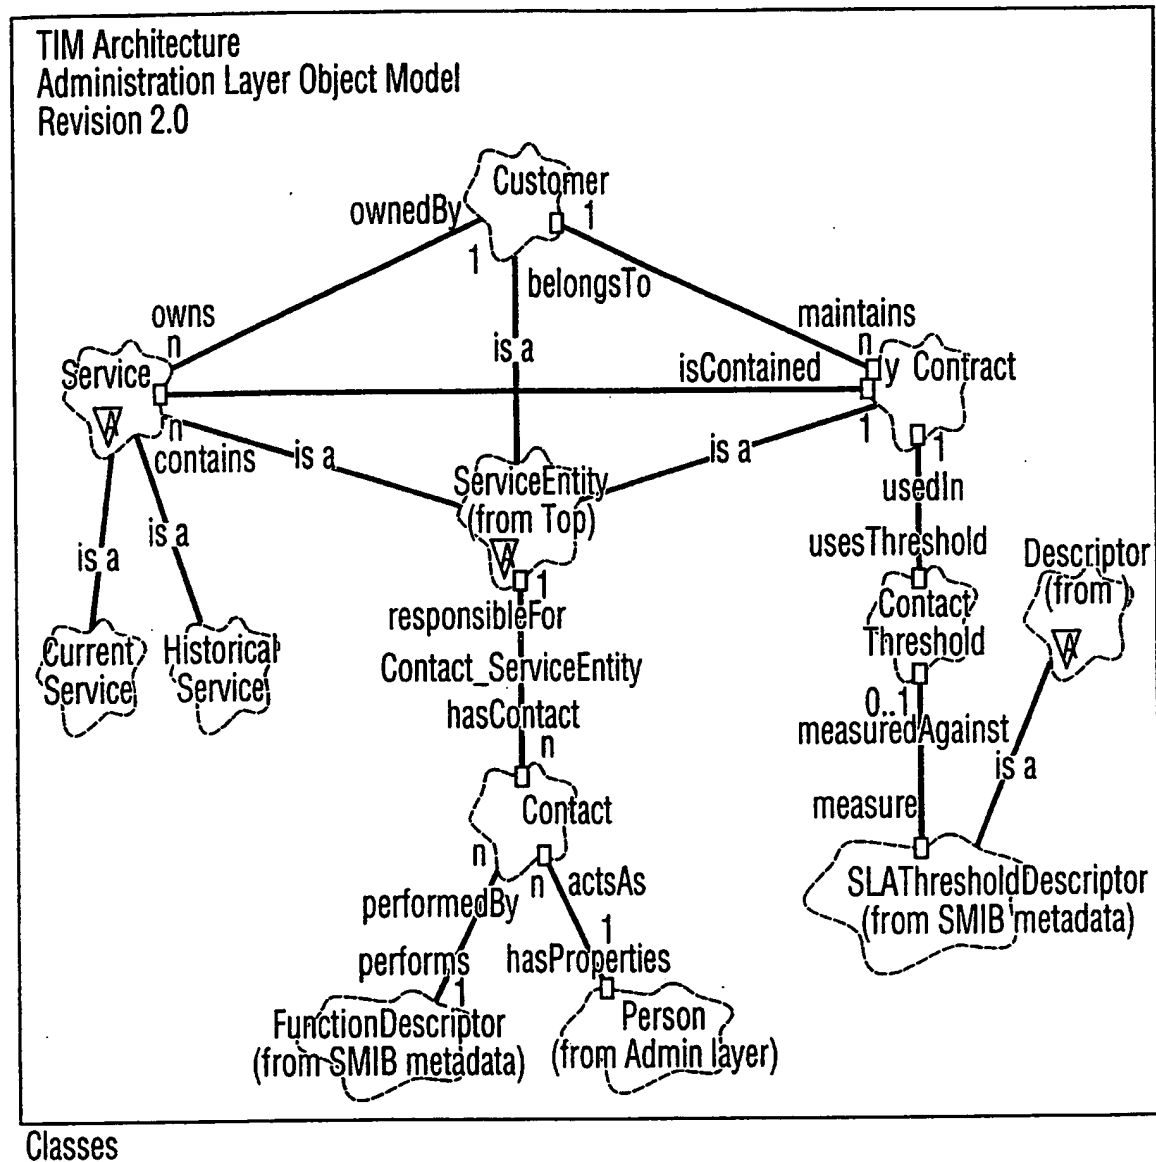 TIM Architecture
Administration Layer Object Model
Revision 2.0
Customer
ownedBy
1
1
belongsTo
owns
n
maintains
n
is a
Service
A
isContained
y Contract
n
contains
is a
is a
1
1
ServiceEntity
(from Top)
A
usedIn
usesThreshold
is a
is a
Descriptor
(from )
A
1
responsibleFor
Contact_ServiceEntity
hasContact
n
Contact
Threshold
Current
Service
Historical
Service
0..1
measuredAgainst
is a
measure
Contact
n
n
actsAs
performedBy
1
performs
1
hasProperties
SLAThresholdDescriptor
(from SMIB metadata)
FunctionDescriptor
(from SMIB metadata)
Person
(from Admin layer)
Classes